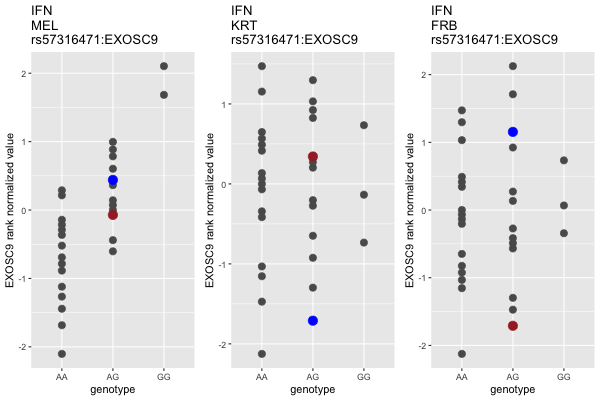 IFN
MEL
rs57316471:EXOSC9
EXOSC9 rank normalized value
2
1
0
-1
-2
AA
AG
GG
genotype
IFN
KRT
rs57316471:EXOSC9
EXOSC9 rank normalized value
1
0
-1
-2
AA
AG
GG
genotype
IFN
FRB
rs57316471:EXOSC9
EXOSC9 rank normalized value
2
1
0
-1
-2
AA
AG
GG
genotype